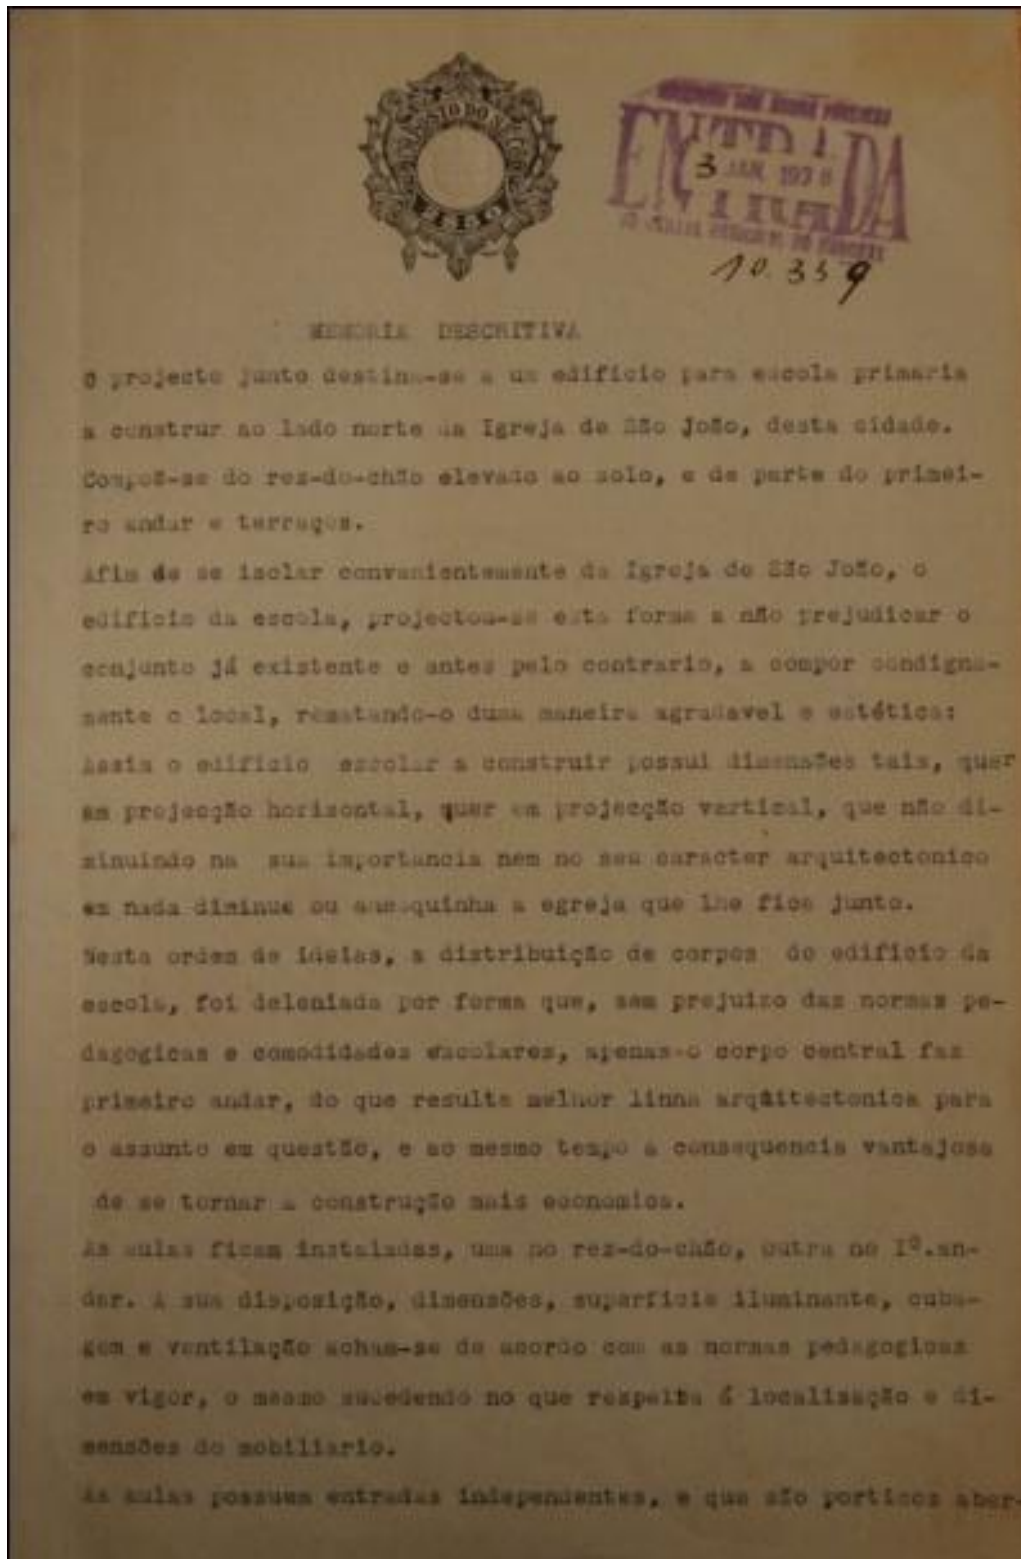 ENTRADA
3 JAN. 197
10.339
MEMORIA DESCRITIVA
O projecto junto destina-se a um edificio para escola primaria
a construr ao lado norte da Igreja de São João, desta cidade.
Compoõ-se do rez-do-chão elevado ao solo, e de parte do primei-
ro andar e terraços.
Afim de se isolar convenientemente da Igreja de São João, o
edificio da escola, projectou-se esta forma a não prejudicar o
conjunto já existente e antes pelo contrario, a compor condigna-
mente o local, rematando-o duma maneira agradavel e estética:
Assim o edificio escolar a construir possui dimensões tais, quer
em projecção horizontal, quer em projecção vertical, que não di-
minuindo na sua importancia nem no seu caracter arquitectonico
em nada diminue ou amesquinha a egreja que lhe fica junto.
Nesta ordem de ideias, a distribuição de corpos do edificio da
escola, foi deleniada por forma que, sem prejuizo das normas pe-
dagogicas e comodidades escolares, apenas o corpo central faz
primeiro andar, do que resulta melhor linha arquitectonica para
o assunto em questão, e ao mesmo tempo a consequencia vantajosa
de se tornar a construção mais economica.
As aulas ficam instaladas, uma no rez-do-chão, outra no Iº.an-
dar. A sua disposição, dimensões, superficie iluminante, cuba-
gem e ventilação acham-se de acordo com as normas pedagogicas
em vigor, o mesmo sucedendo no que respeita á localisação e di-
mensões do mobiliario.
As aulas possuem entradas independentes, e que são porticos aber-